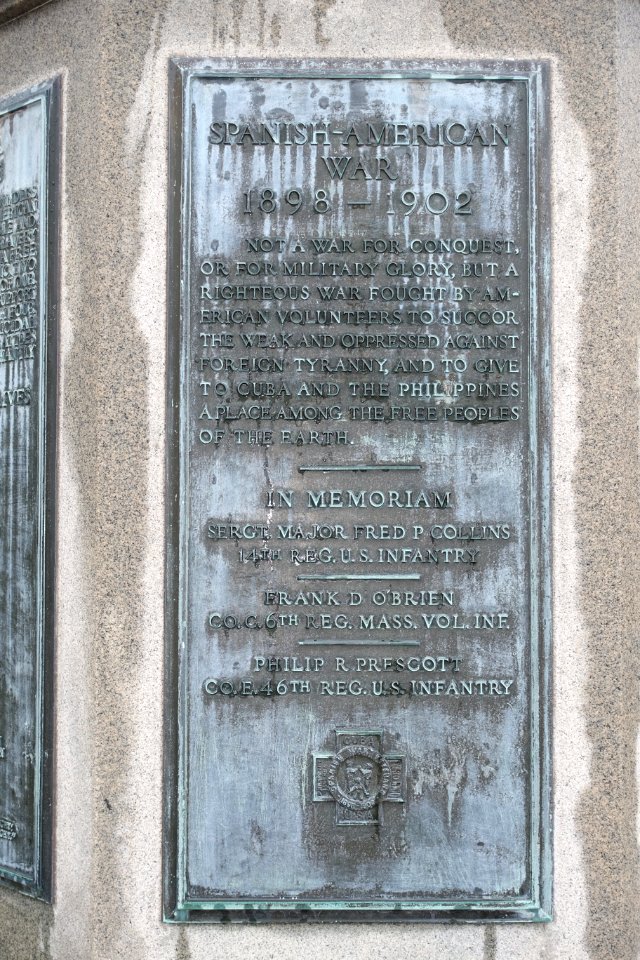 SPANISH-AMERICAN
WAR
1898 – 1902
NOT A WAR FOR CONQUEST,
OR FOR MILITARY GLORY, BUT A
RIGHTEOUS WAR FOUGHT BY AM-
ERICAN VOLUNTEERS TO SUCCOR
THE WEAK AND OPPRESSED AGAINST
FOREIGN TYRANNY, AND TO GIVE
TO CUBA AND THE PHILIPPINES
A PLACE AMONG THE FREE PEOPLES
OF THE EARTH.
IN MEMORIAM
SERGT. MAJOR FRED P. COLLINS
14TH REG. U.S. INFANTRY
FRANK D O'BRIEN
CO. C. 6TH REG. MASS. VOL. INF.
PHILIP R. PRESCOTT
CO. E. 46TH REG. U.S. INFANTRY